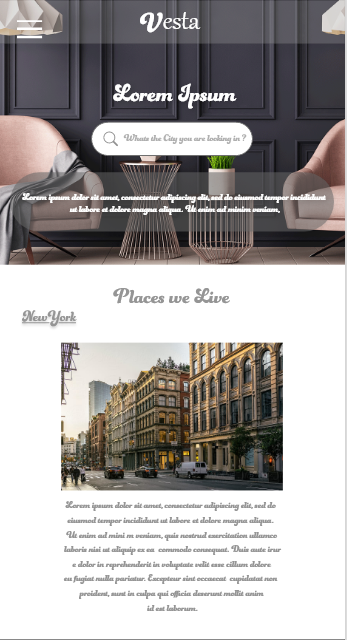 Vesta
Lorem Ipsum
Whats the City you are looking in ?
Lorem ipsum dolor sit amet, consectetur adipiscing elit, sed do eiusmod tempor incididunt
ut labore et dolore magna aliqua. Ut enim ad minim veniam,
Places we Live
NewYork
Lorem ipsum dolor sit amet, consectetur adipiscing elit, sed do
eiusmod tempor incididunt ut labore et dolore magna aliqua.
Ut enim ad mini m veniam, quis nostrud exercitation ullamco
laboris nisi ut aliquip ex ea commodo consequat. Duis aute irur
e dolor in reprehenderit in voluptate velit esse cillum dolore
eu fugiat nulla pariatur. Excepteur sint occaecat cupidatat non
proident, sunt in culpa qui officia deserunt mollit anim
id est laborum.